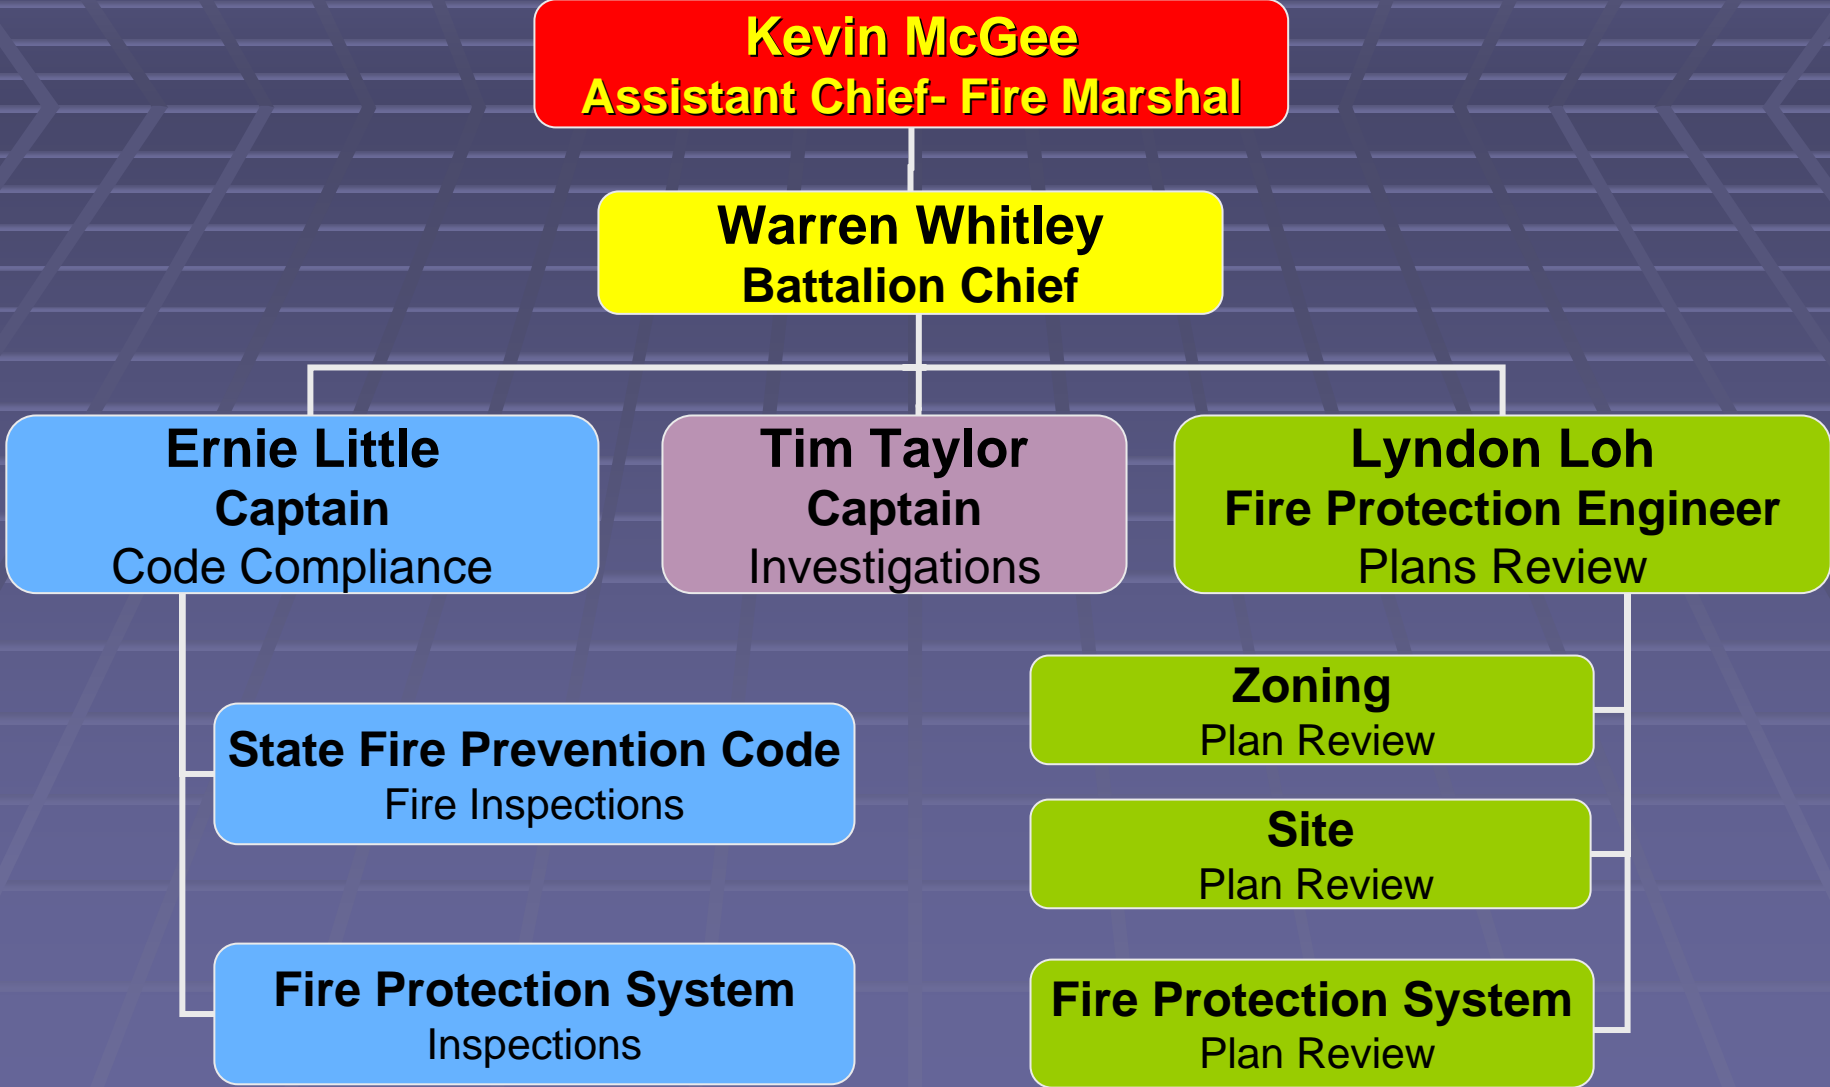 Kevin McGee
Assistant Chief- Fire Marshal
Warren Whitley
Battalion Chief
Ernie Little
Captain
Code Compliance
Tim Taylor
Captain
Investigations
Lyndon Loh
Fire Protection Engineer
Plans Review
State Fire Prevention Code
Fire Inspections
Fire Protection System
Inspections
Zoning
Plan Review
Site
Plan Review
Fire Protection System
Plan Review